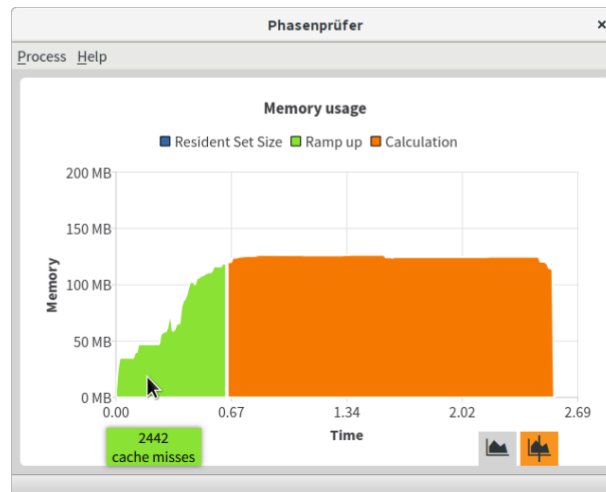 Phasenprüfer
Process Help
Memory usage
Resident Set Size Ramp up Calculation
200 MB
150 MB
100 MB
50 MB
0 MB
Memory
0.00 0.67 1.34 2.02 2.69
Time
2442
cache misses